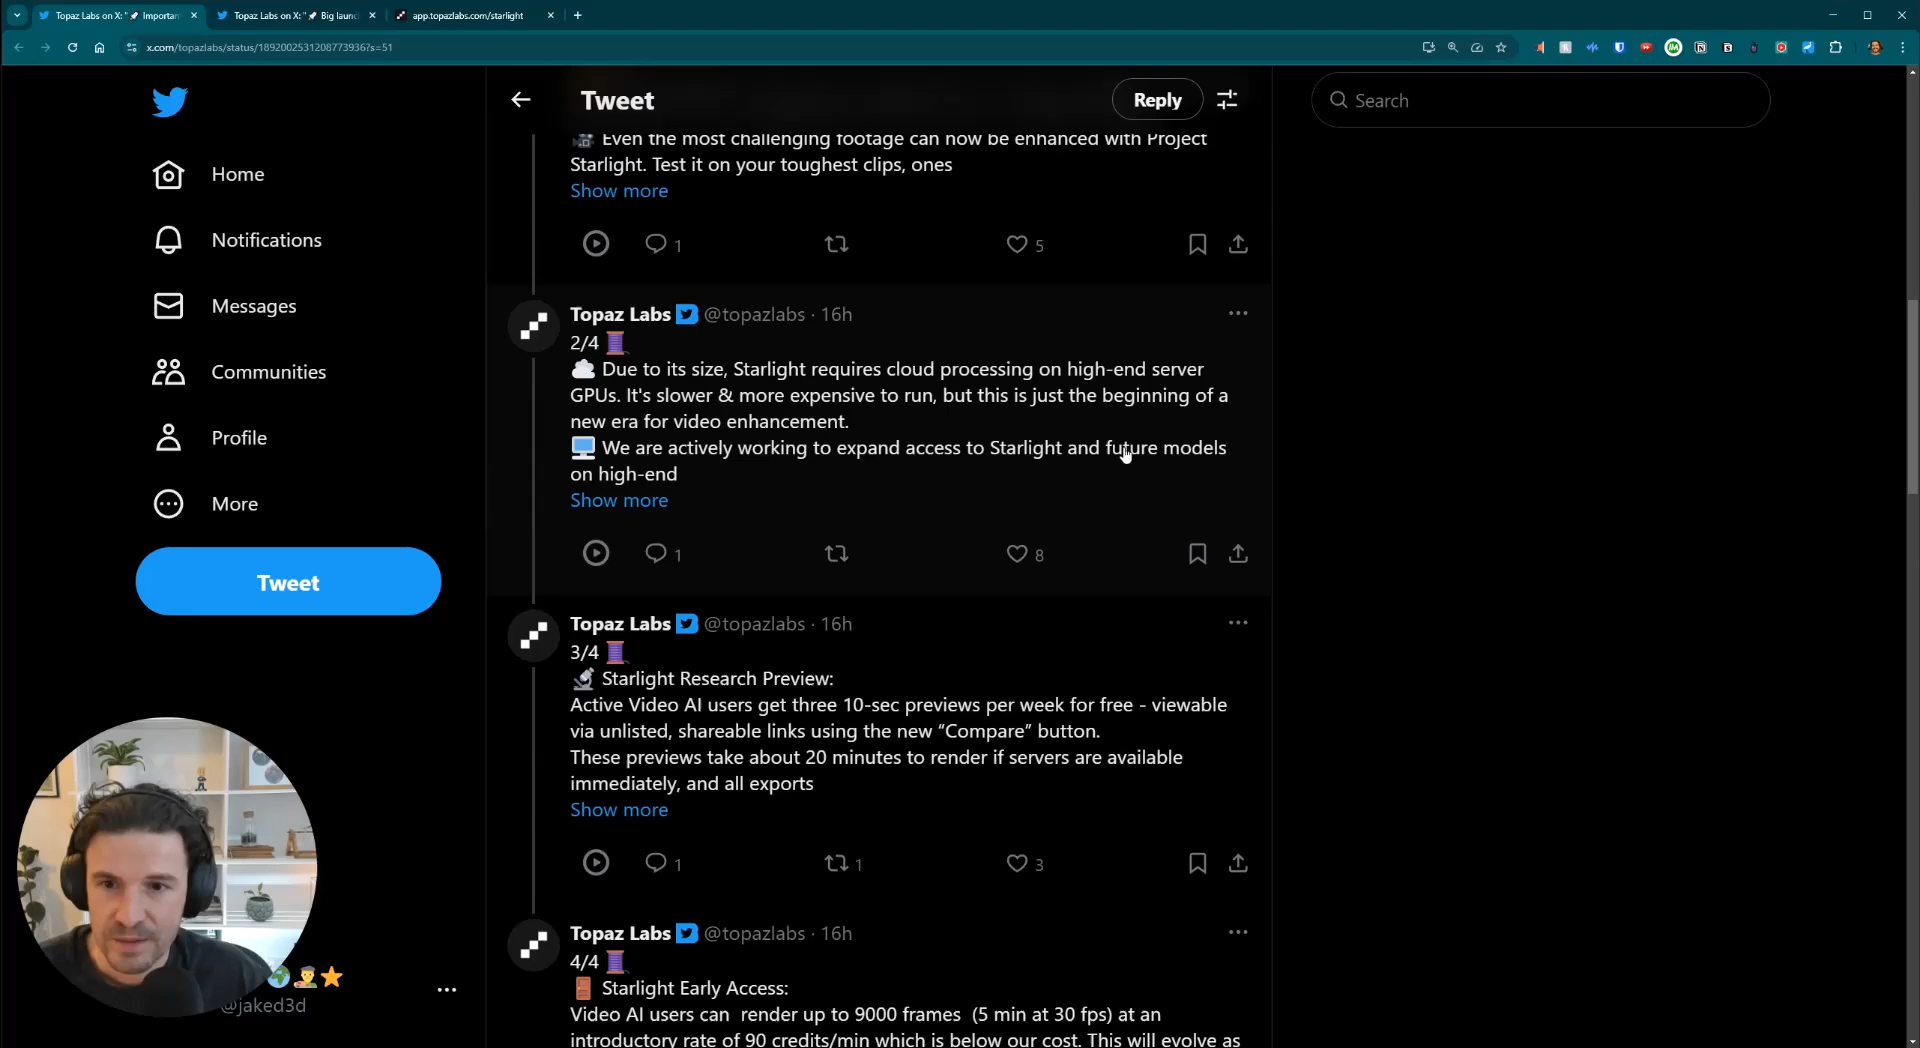 Topaz Labs on X: "🚀 Importan
Topaz Labs on X: "🚀 Big launc
app.topazlabs.com/starlight
x.com/topazlabs/status/1892002531208773936?s=51
Home
Notifications
Messages
Communities
Profile
More
Tweet
@jaked3d
Tweet
Reply
Search
🎥 Even the most challenging footage can now be enhanced with Project
Starlight. Test it on your toughest clips, ones
Show more
1
5
Topaz Labs @topazlabs · 16h
2/4 🧵
☁️ Due to its size, Starlight requires cloud processing on high-end server
GPUs. It's slower & more expensive to run, but this is just the beginning of a
new era for video enhancement.
🖥️ We are actively working to expand access to Starlight and future models
on high-end
Show more
1
8
Topaz Labs @topazlabs · 16h
3/4 🧵
🔬 Starlight Research Preview:
Active Video AI users get three 10-sec previews per week for free - viewable
via unlisted, shareable links using the new “Compare” button.
These previews take about 20 minutes to render if servers are available
immediately, and all exports
Show more
1
1
3
Topaz Labs @topazlabs · 16h
4/4 🧵
🚪 Starlight Early Access:
Video AI users can render up to 9000 frames (5 min at 30 fps) at an
introductory rate of 90 credits/min which is below our cost. This will evolve as